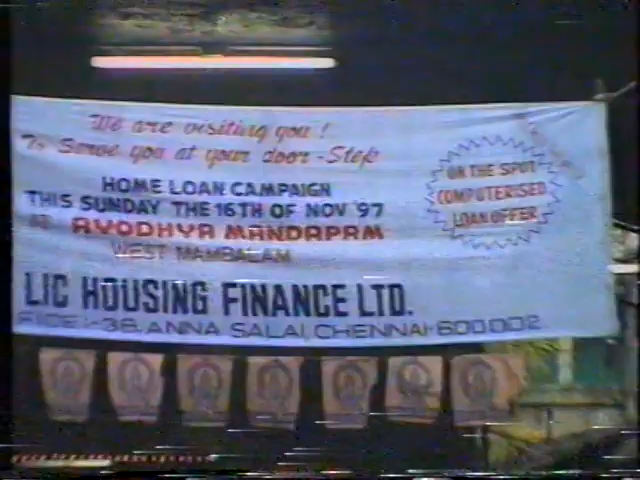 We are visiting you !
To Serve you at your door-Step
HOME LOAN CAMPAIGN
THIS SUNDAY THE 16TH OF NOV '97
AT AYODHYA MANDAPAM
WEST MAMBALAM
LIC HOUSING FINANCE LTD.
38, ANNA SALAI, CHENNAI-600 002
ON THE SPOT
COMPUTERISED
LOAN OFFER